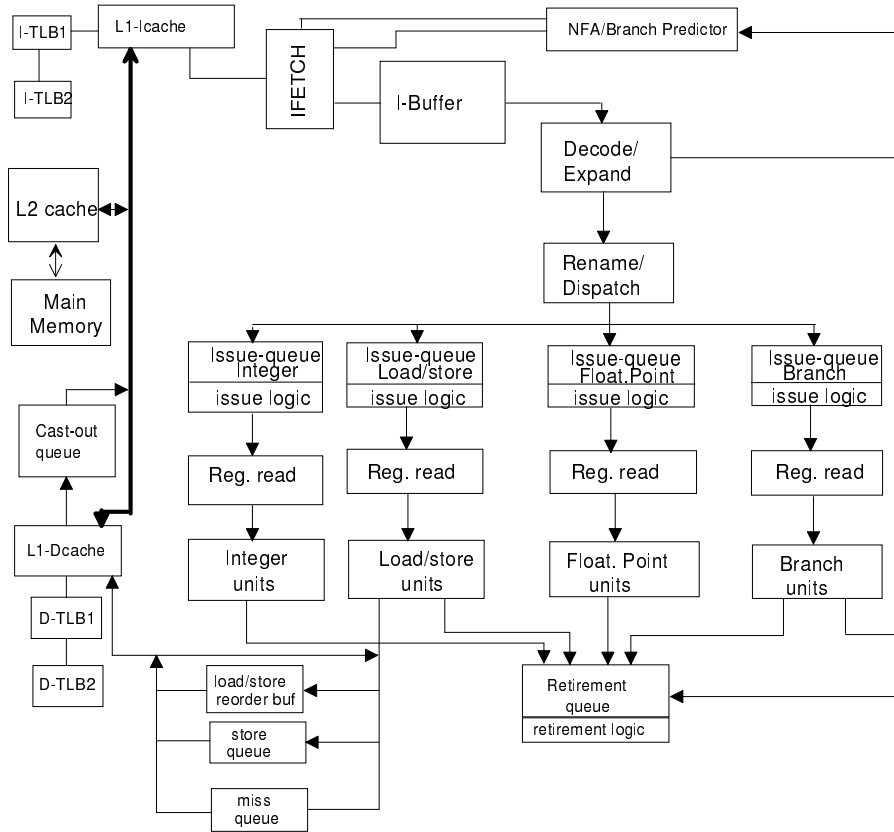 I-TLB1
L1-Icache
NFA/Branch Predictor
IFETCH
I-TLB2
I-Buffer
Decode/
Expand
L2 cache
Rename/
Dispatch
Main
Memory
Issue-queue
Integer
issue logic
Issue-queue
Load/store
issue logic
Issue-queue
Float.Point
issue logic
Issue-queue
Branch
issue logic
Cast-out
queue
Reg. read
Reg. read
Reg. read
Reg. read
L1-Dcache
Integer
units
Load/store
units
Float. Point
units
Branch
units
D-TLB1
D-TLB2
load/store
reorder buf
Retirement
queue
retirement logic
store
queue
miss
queue